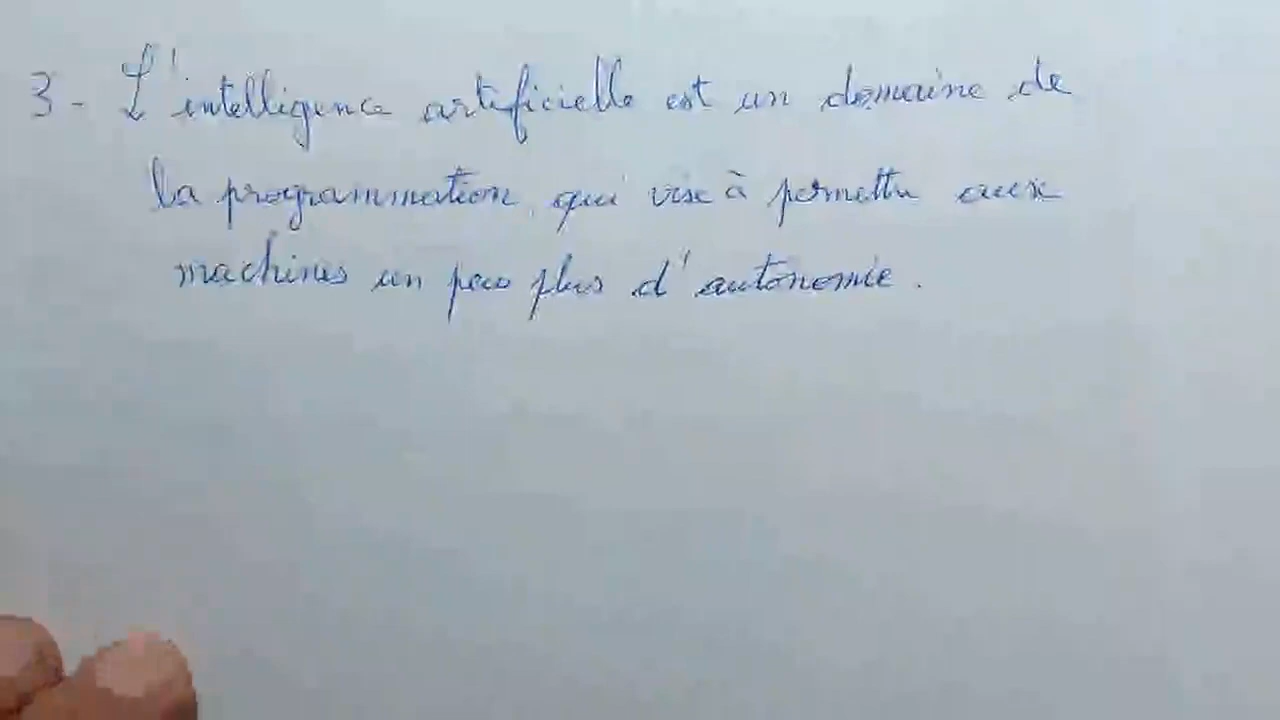 3- L'intelligence artificielle est un domaine de
la programmation, qui vise à permettre aux
machines un peu plus d'autonomie.